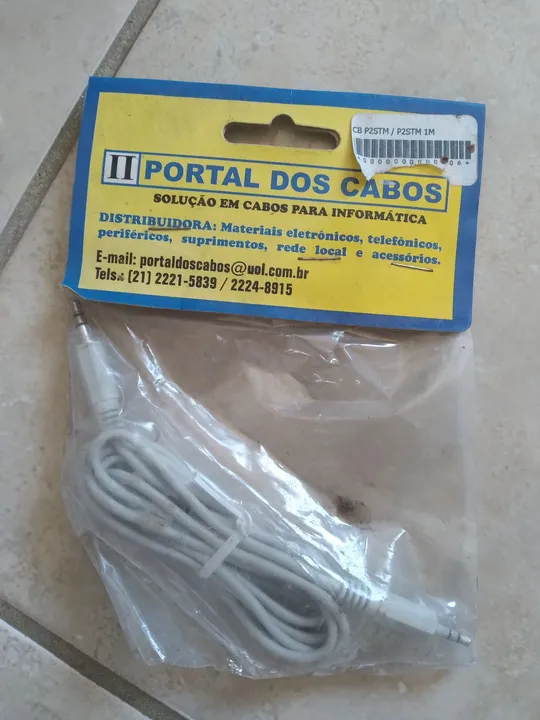 CB P2STM / P2STM 1M
II PORTAL DOS CABOS
SOLUÇÃO EM CABOS PARA INFORMÁTICA
DISTRIBUIDORA: Materiais eletrônicos, telefônicos,
periféricos, suprimentos, rede local e acessórios.
E-mail: portaldoscabos@uol.com.br
Tels.: (21) 2221-5839 / 2224-8915